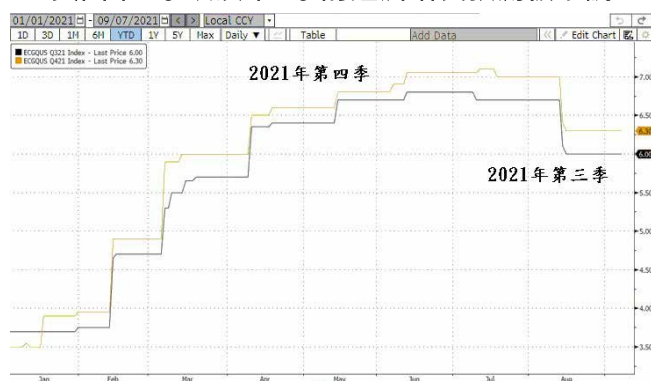 01/01/2021 - 09/07/2021 < > Local CCY
1D 3D 1M 6M YTD 1Y 5Y Max Daily ▼ Table Add Data « Edit Chart
ECGQUS Q321 Index - Last Price 6.00
ECGQUS Q421 Index - Last Price 6.30
2021年第四季
2021年第三季
7.00
6.50
6.30
6.00
5.50
5.00
4.50
4.00
3.50
Jan Feb Mar Apr May Jun Jul Aug